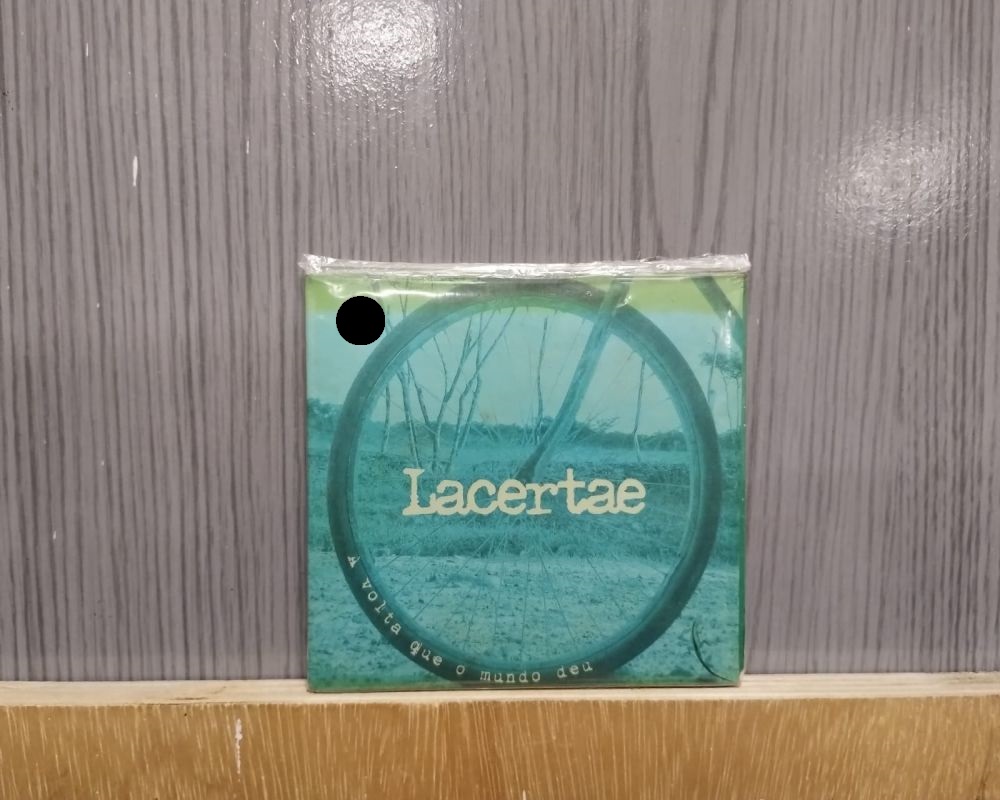 Lacertae
A volta que o mundo deu